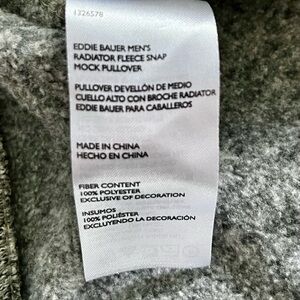 1326578
EDDIE BAUER MEN'S
RADIATOR FLEECE SNAP
MOCK PULLOVER
PULLOVER DEVELLÓN DE MEDIO
CUELLO ALTO CON BROCHE RADIATOR
EDDIE BAUER PARA CABALLEROS
MADE IN CHINA
HECHO EN CHINA
FIBER CONTENT
100% POLYESTER
EXCLUSIVE OF DECORATION
INSUMOS
100% POLIÉSTER
EXCLUYENDO LA DECORACIÓN